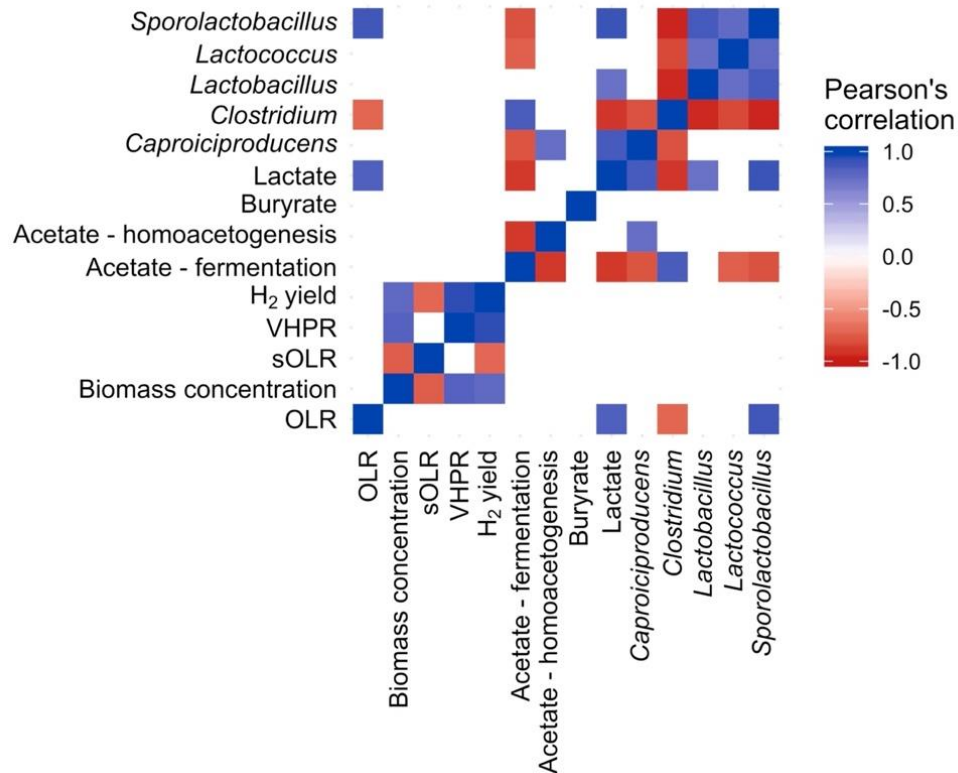 Sporolactobacillus
Lactococcus
Lactobacillus
Clostridium
Caproiciproducens
Lactate
Buryrate
Acetate - homoacetogenesis
Acetate - fermentation
H₂ yield
VHPR
sOLR
Biomass concentration
OLR
OLR
Biomass concentration
sOLR
VHPR
H₂ yield
Acetate - fermentation
Acetate - homoacetogenesis
Buryrate
Lactate
Caproiciproducens
Clostridium
Lactobacillus
Lactococcus
Sporolactobacillus
Pearson's
correlation
1.0
0.5
0.0
-0.5
-1.0